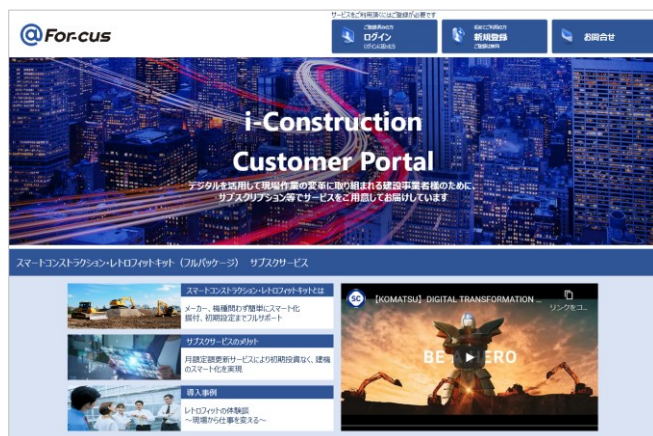 サービスをご利用頂くにはご登録が必要です
@For-cus
ログイン
新規登録
お問合せ
i-Construction
Customer Portal
デジタルを活用して現場作業の変革に取り組まれる建設事業者様のために、
サブスクリプション等でサービスをご用意してお届けしています
スマートコンストラクション・レトロフィットキット（フルパッケージ） サブスクサービス
スマートコンストラクション・レトロフィットキットとは
メーカー、機種問わず簡単にスマート化
据付、初期設定までフルサポート
サブスクサービスのメリット
月額定額更新サービスにより初期投資なく、建機
のスマート化を実現
導入事例
レトロフィットの体験談
～現場から仕事を変える～
SC
【KOMATSU】DIGITAL TRANSFORMATION ...
リンクをコ...
BE A HERO